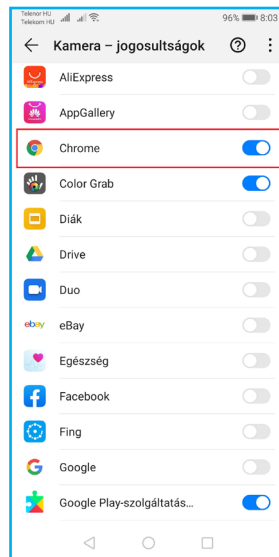 Telenor HU
Telekom HU
96% 8:03
Kamera – jogosultságok
AliExpress
AppGallery
Chrome
Color Grab
Diák
Drive
Duo
ebay eBay
Egészség
Facebook
Fing
Google
Google Play-szolgáltatás...